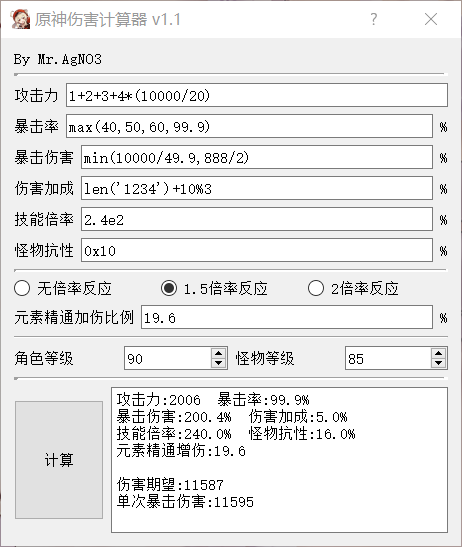 原神伤害计算器 v1.1
By Mr.AgNO3
攻击力 1+2+3+4*(10000/20)
暴击率 max(40,50,60,99.9) %
暴击伤害 min(10000/49.9,888/2) %
伤害加成 len('1234')+10%3 %
技能倍率 2.4e2 %
怪物抗性 0x10 %
无倍率反应 1.5倍率反应 2倍率反应
元素精通加伤比例 19.6 %
角色等级 90 怪物等级 85
计算
攻击力:2006 暴击率:99.9%
暴击伤害:200.4% 伤害加成:5.0%
技能倍率:240.0% 怪物抗性:16.0%
元素精通增伤:19.6
伤害期望:11587
单次暴击伤害:11595